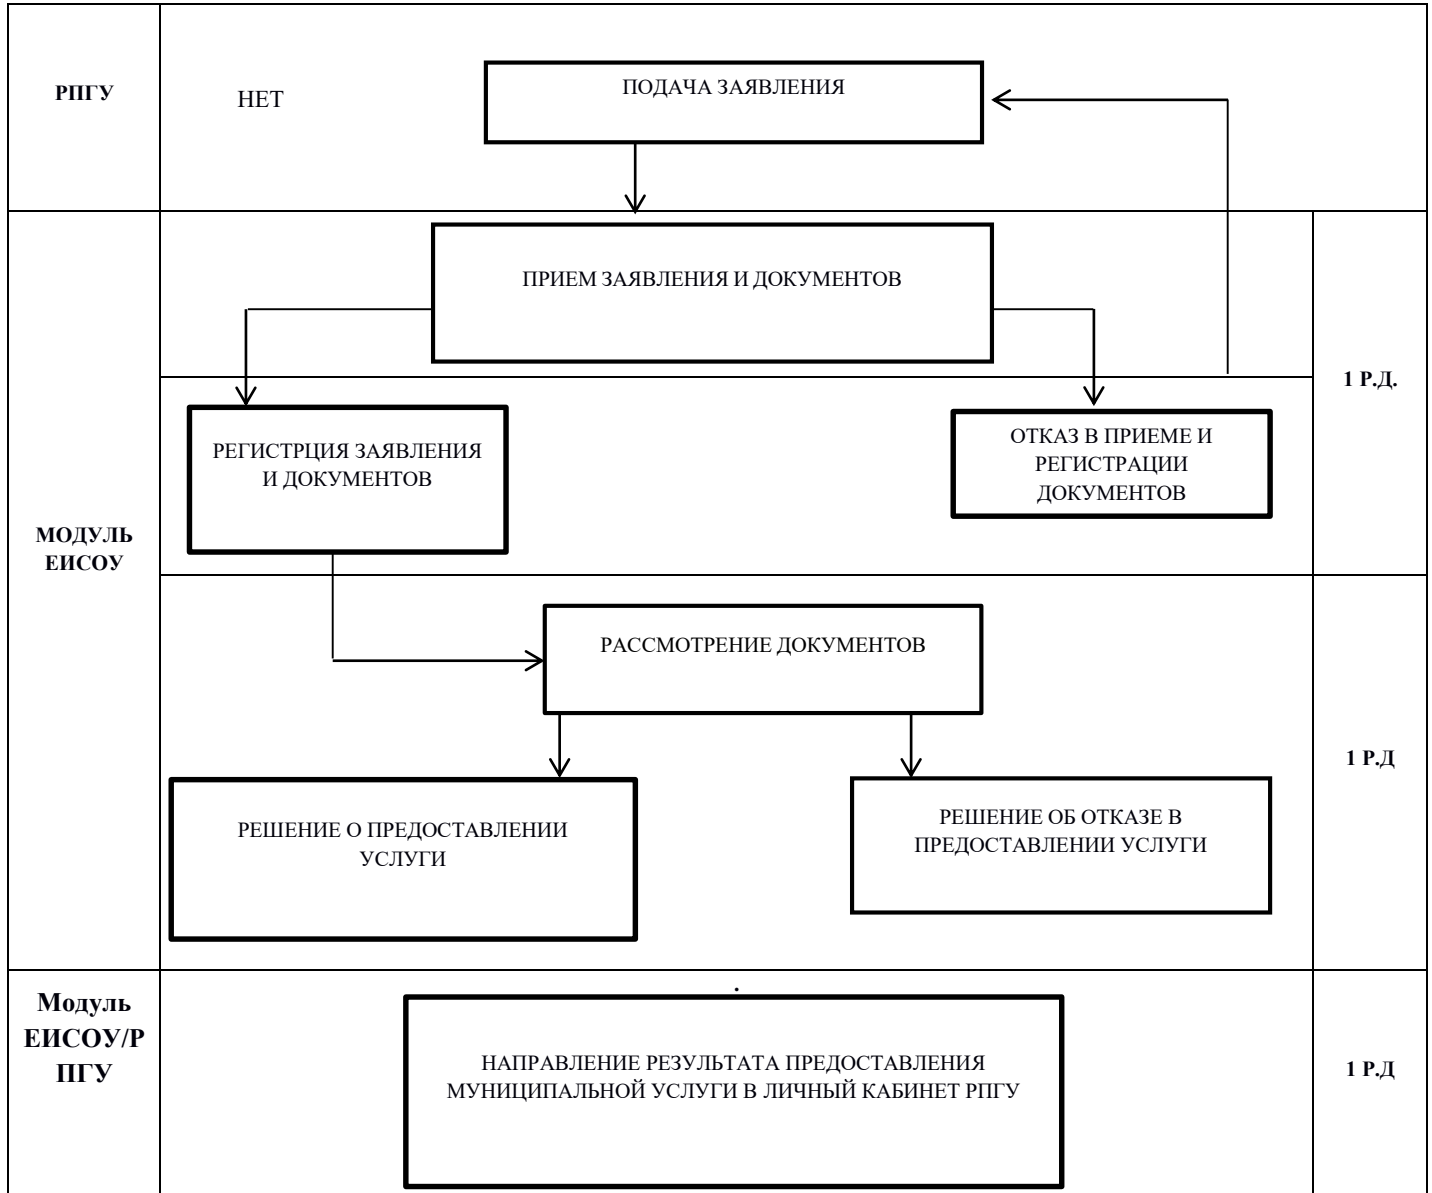 РПГУ
НЕТ
ПОДАЧА ЗАЯВЛЕНИЯ
ПРИЕМ ЗАЯВЛЕНИЯ И ДОКУМЕНТОВ
1 Р.Д.
РЕГИСТРЦИЯ ЗАЯВЛЕНИЯ
И ДОКУМЕНТОВ
ОТКАЗ В ПРИЕМЕ И
РЕГИСТРАЦИИ
ДОКУМЕНТОВ
МОДУЛЬ
ЕИСОУ
РАССМОТРЕНИЕ ДОКУМЕНТОВ
1 Р.Д
РЕШЕНИЕ О ПРЕДОСТАВЛЕНИИ
УСЛУГИ
РЕШЕНИЕ ОБ ОТКАЗЕ В
ПРЕДОСТАВЛЕНИИ УСЛУГИ
Модуль
ЕИСОУ/Р
ПГУ
.
НАПРАВЛЕНИЕ РЕЗУЛЬТАТА ПРЕДОСТАВЛЕНИЯ
МУНИЦИПАЛЬНОЙ УСЛУГИ В ЛИЧНЫЙ КАБИНЕТ РПГУ
1 Р.Д